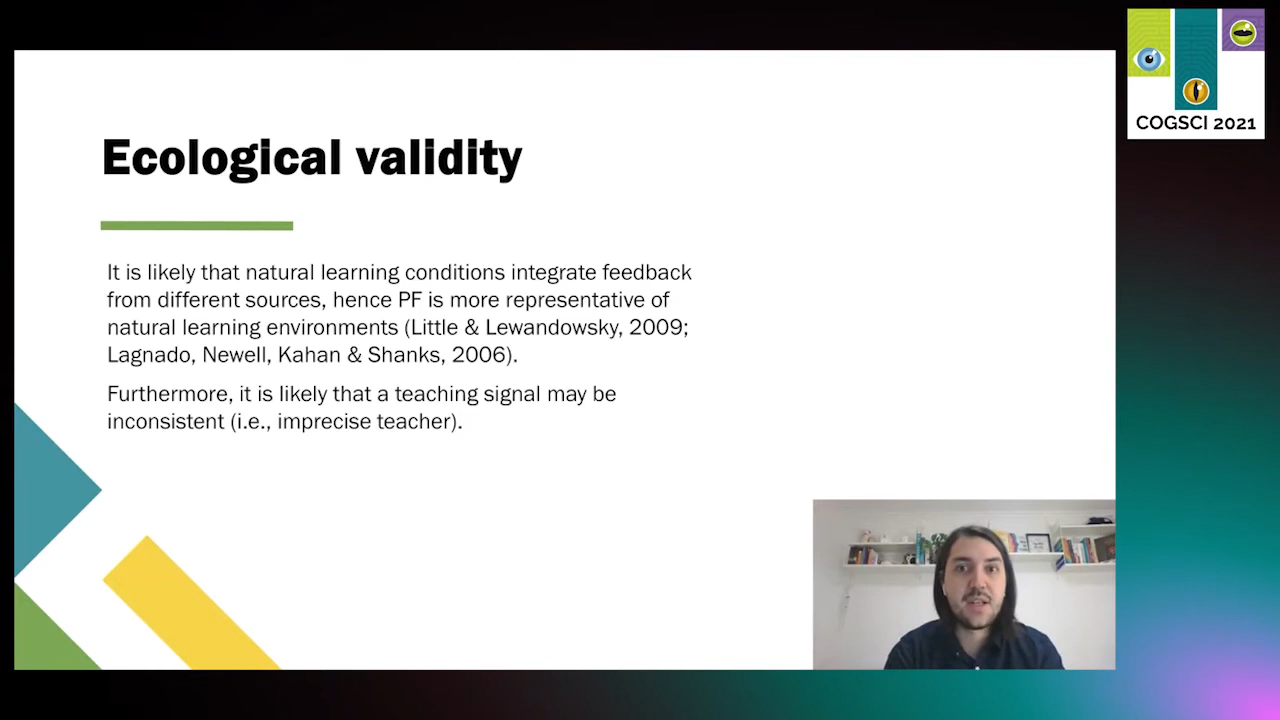 Ecological validity
It is likely that natural learning conditions integrate feedback
from different sources, hence PF is more representative of
natural learning environments (Little & Lewandowsky, 2009;
Lagnado, Newell, Kahan & Shanks, 2006).
Furthermore, it is likely that a teaching signal may be
inconsistent (i.e., imprecise teacher).
COGSCI 2021